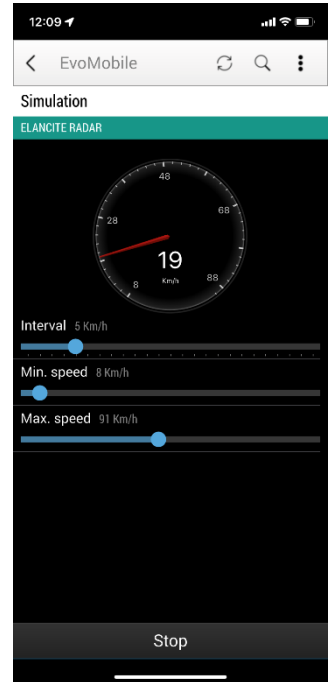 12:09
EvoMobile
Simulation
ELANCITE RADAR
48
28
68
19
8
Km/h
88
Interval 5 Km/h
Min. speed 8 Km/h
Max. speed 91 Km/h
Stop